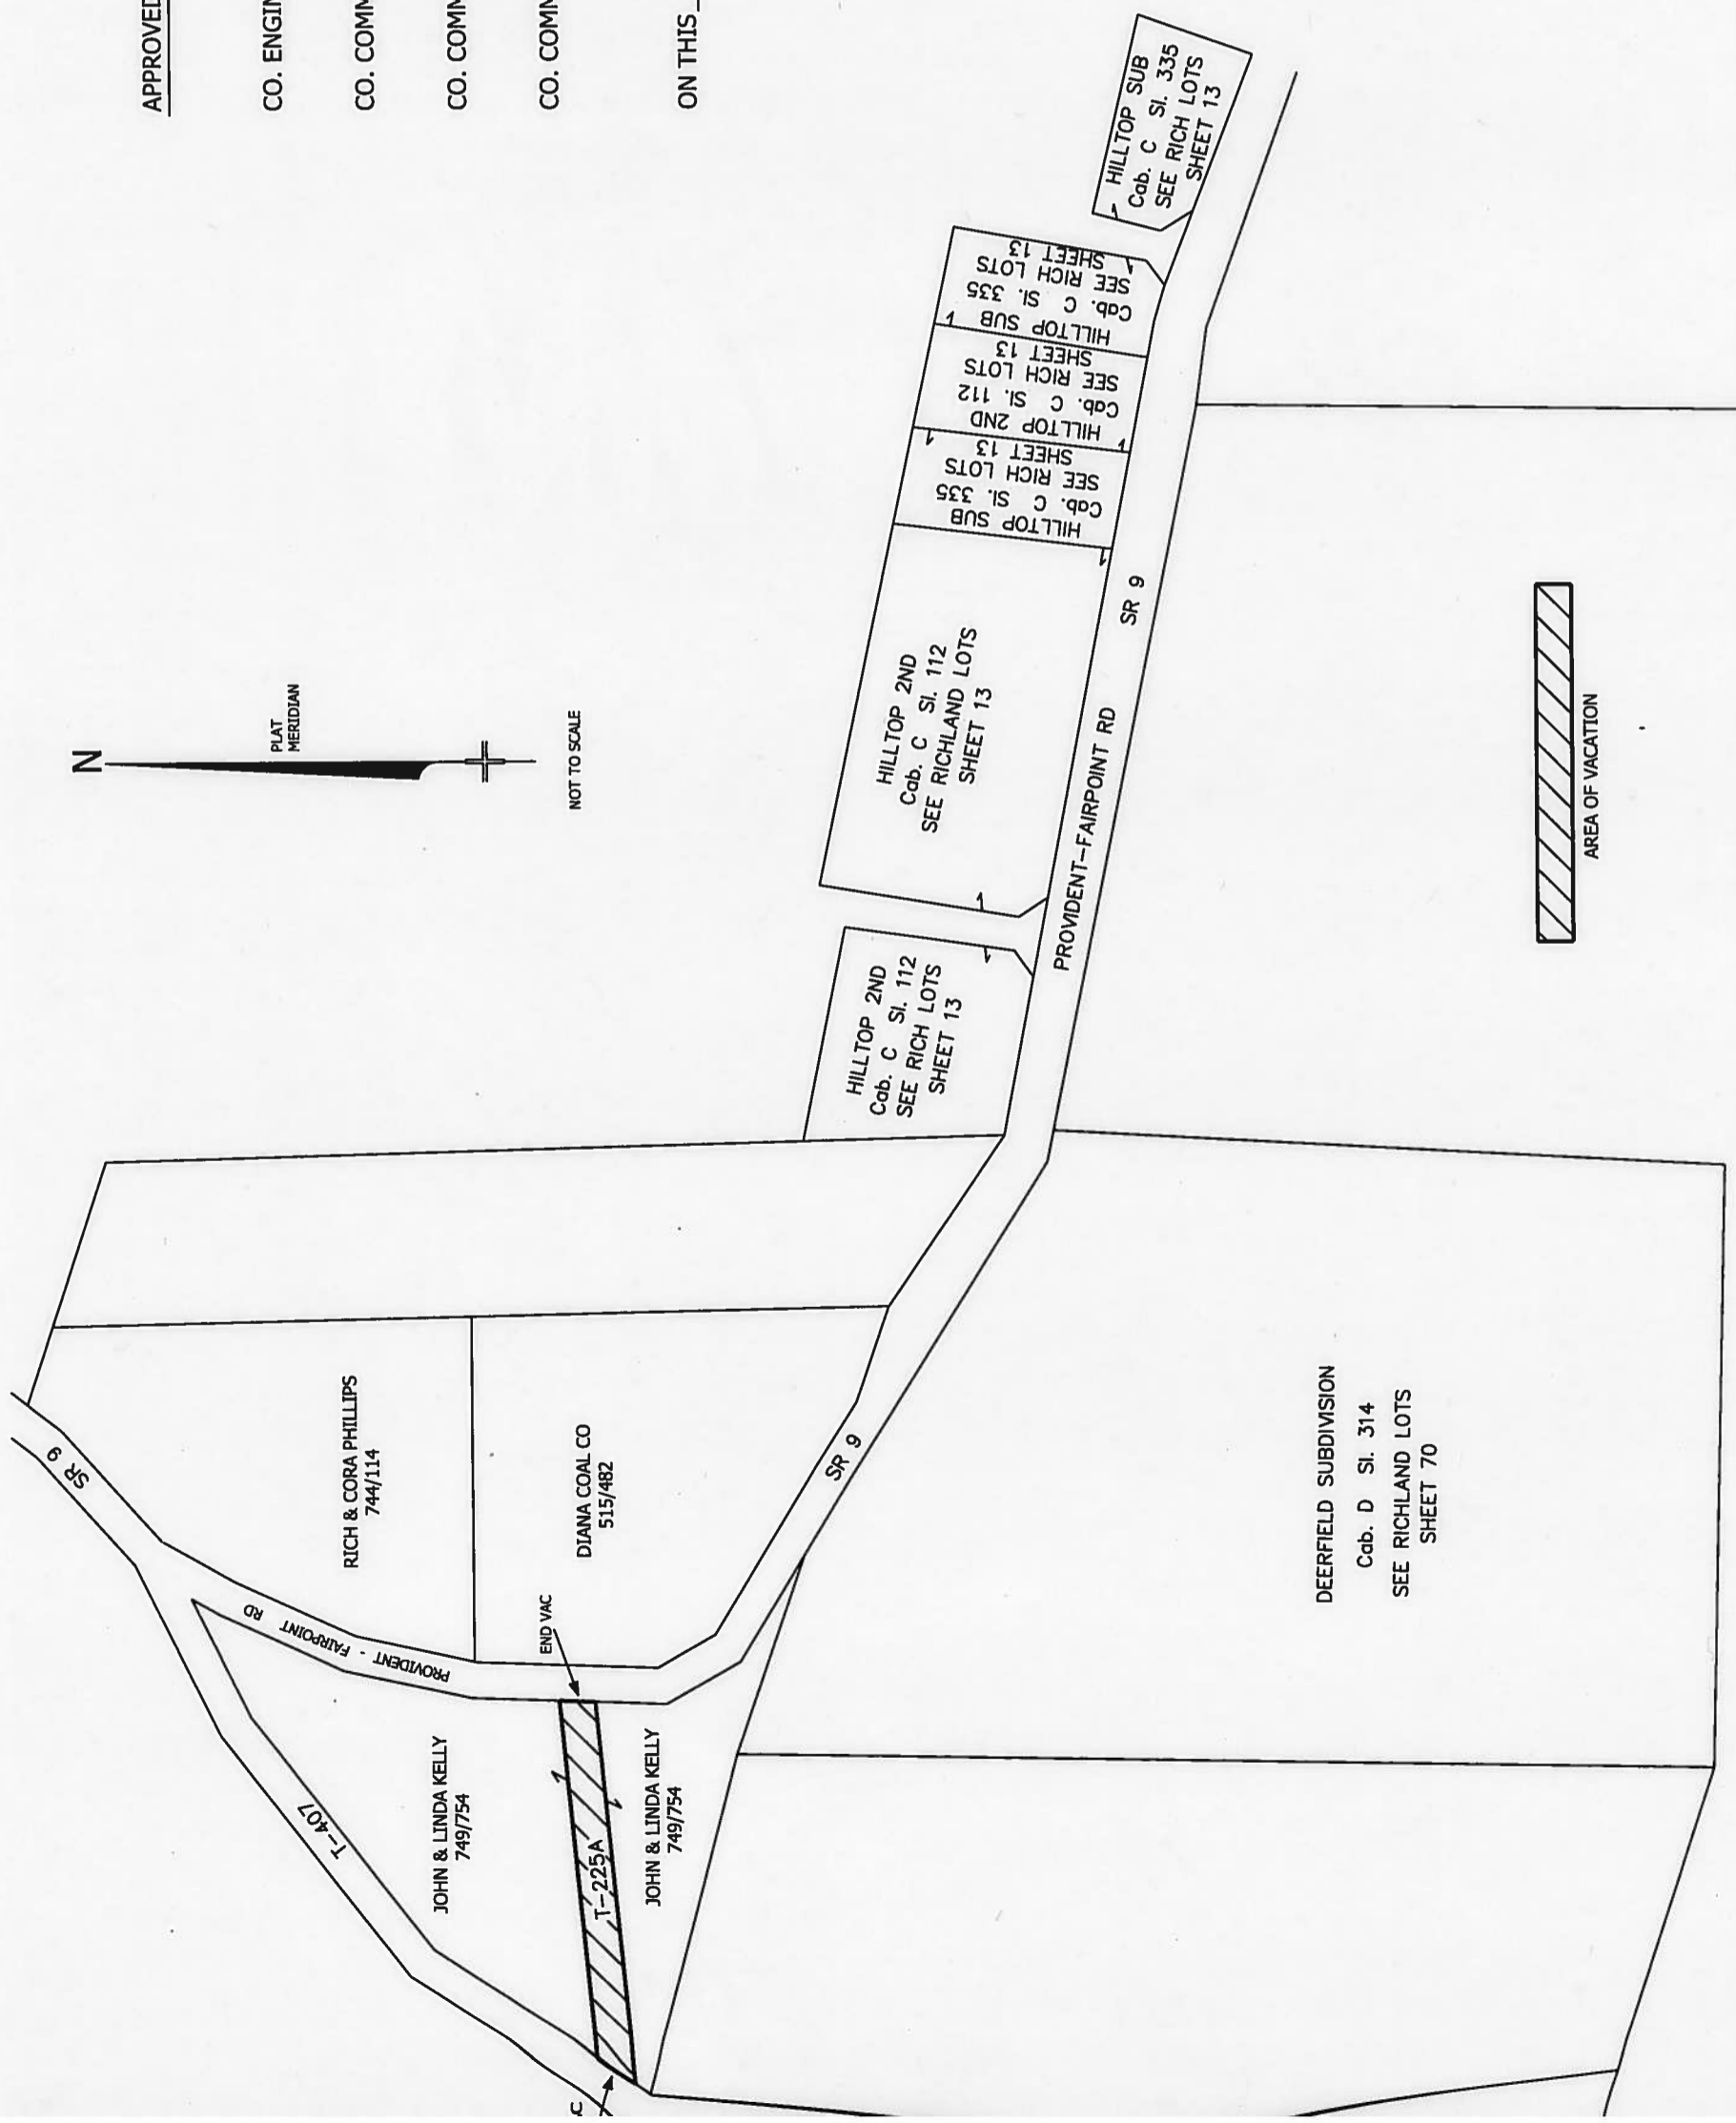 APPROVED
CO. ENGIN
CO. COMM
CO. COMM
CO. COMM
ON THIS_
N
PLAT
MERIDIAN
NOT TO SCALE
SR 9
RICH & CORA PHILLIPS
744/114
PROVIDENT - FAIRPOINT RD
DIANA COAL CO
515/482
END VAC
T-407
JOHN & LINDA KELLY
749/754
T-225A
JOHN & LINDA KELLY
749/754
C
SR 9
HILLTOP 2ND
Cab. C Sl. 112
SEE RICH LOTS
SHEET 13
HILLTOP 2ND
Cab. C Sl. 112
SEE RICHLAND LOTS
SHEET 13
HILLTOP SUB
Cab. C Sl. 335
SEE RICH LOTS
SHEET 13
HILLTOP 2ND
Cab. C Sl. 112
SEE RICH LOTS
SHEET 13
HILLTOP SUB
Cab. C Sl. 335
SEE RICH LOTS
SHEET 13
HILLTOP SUB
Cab. C Sl. 335
SEE RICH LOTS
SHEET 13
PROVIDENT-FAIRPOINT RD
SR 9
DEERFIELD SUBDIVISION
Cab. D Sl. 314
SEE RICHLAND LOTS
SHEET 70
AREA OF VACATION